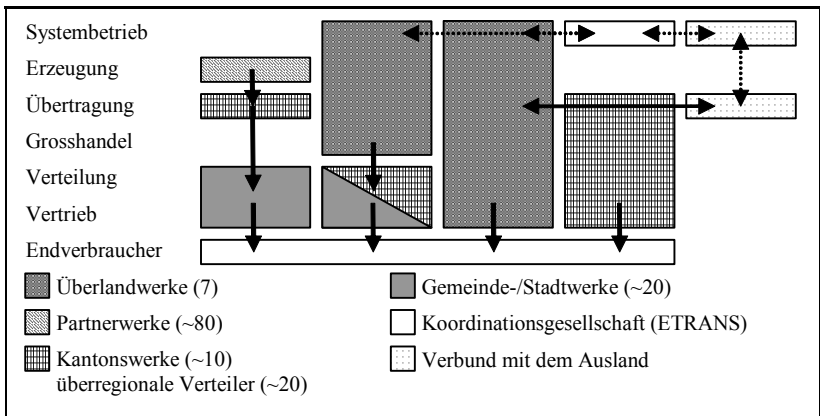 Systembetrieb
Erzeugung
Übertragung
Grosshandel
Verteilung
Vertrieb
Endverbraucher
Überlandwerke (7)
Partnerwerke (~80)
Kantonswerke (~10)
überregionale Verteiler (~20)
Gemeinde-/Stadtwerke (~20)
Koordinationsgesellschaft (ETRANS)
Verbund mit dem Ausland